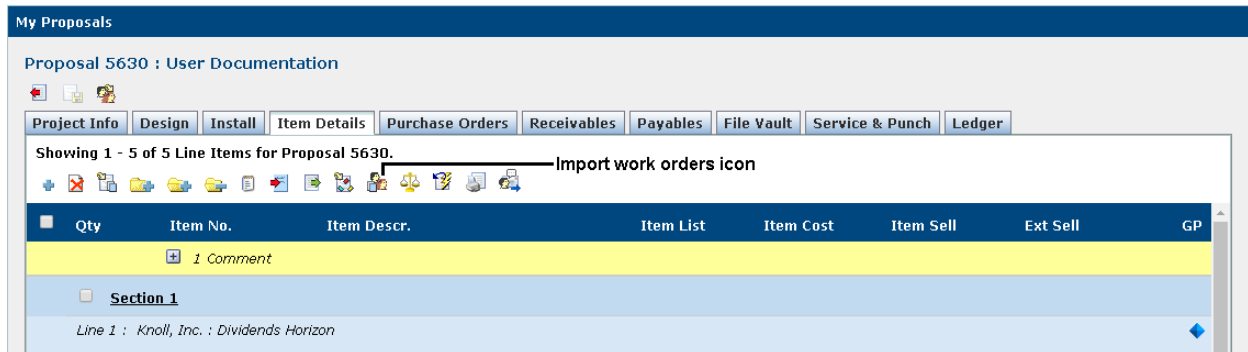 My Proposals
Proposal 5630 : User Documentation
Project Info Design Install Item Details Purchase Orders Receivables Payables File Vault Service & Punch Ledger
Showing 1 - 5 of 5 Line Items for Proposal 5630.
Import work orders icon
Qty Item No. Item Descr. Item List Item Cost Item Sell Ext Sell GP
1 Comment
Section 1
Line 1 : Knoll, Inc. : Dividends Horizon